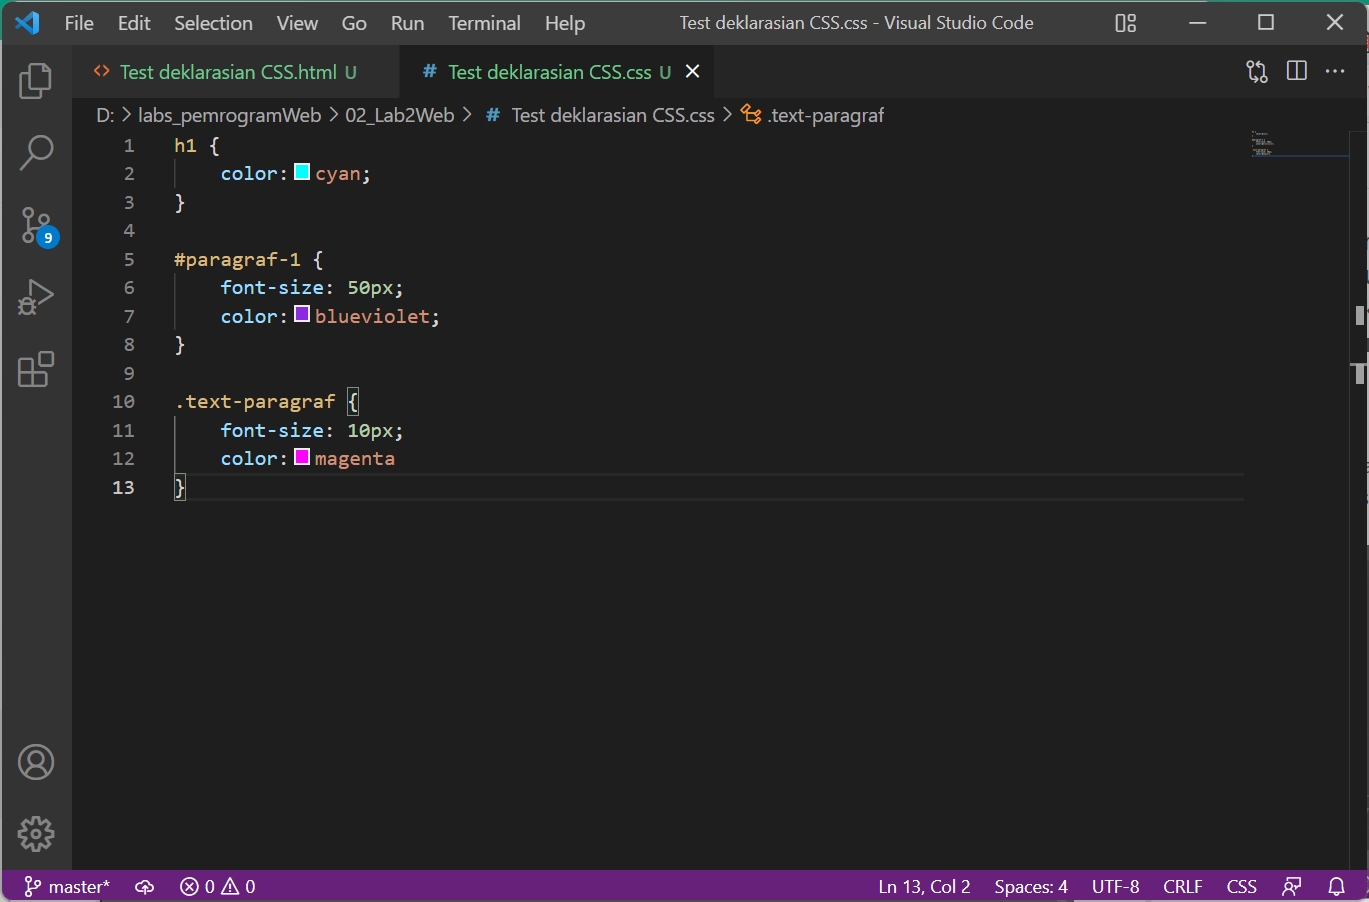 File Edit Selection View Go Run Terminal Help Test deklarasian CSS.css - Visual Studio Code
Test deklarasian CSS.html U # Test deklarasian CSS.css U
D: > labs_pemrogramWeb > 02_Lab2Web > # Test deklarasian CSS.css > .text-paragraf
1 h1 {
2 color: cyan;
3 }
4
5 #paragraf-1 {
6 font-size: 50px;
7 color: blueviolet;
8 }
9
10 .text-paragraf {
11 font-size: 10px;
12 color: magenta
13 }
9
master* 0 0 Ln 13, Col 2 Spaces: 4 UTF-8 CRLF CSS